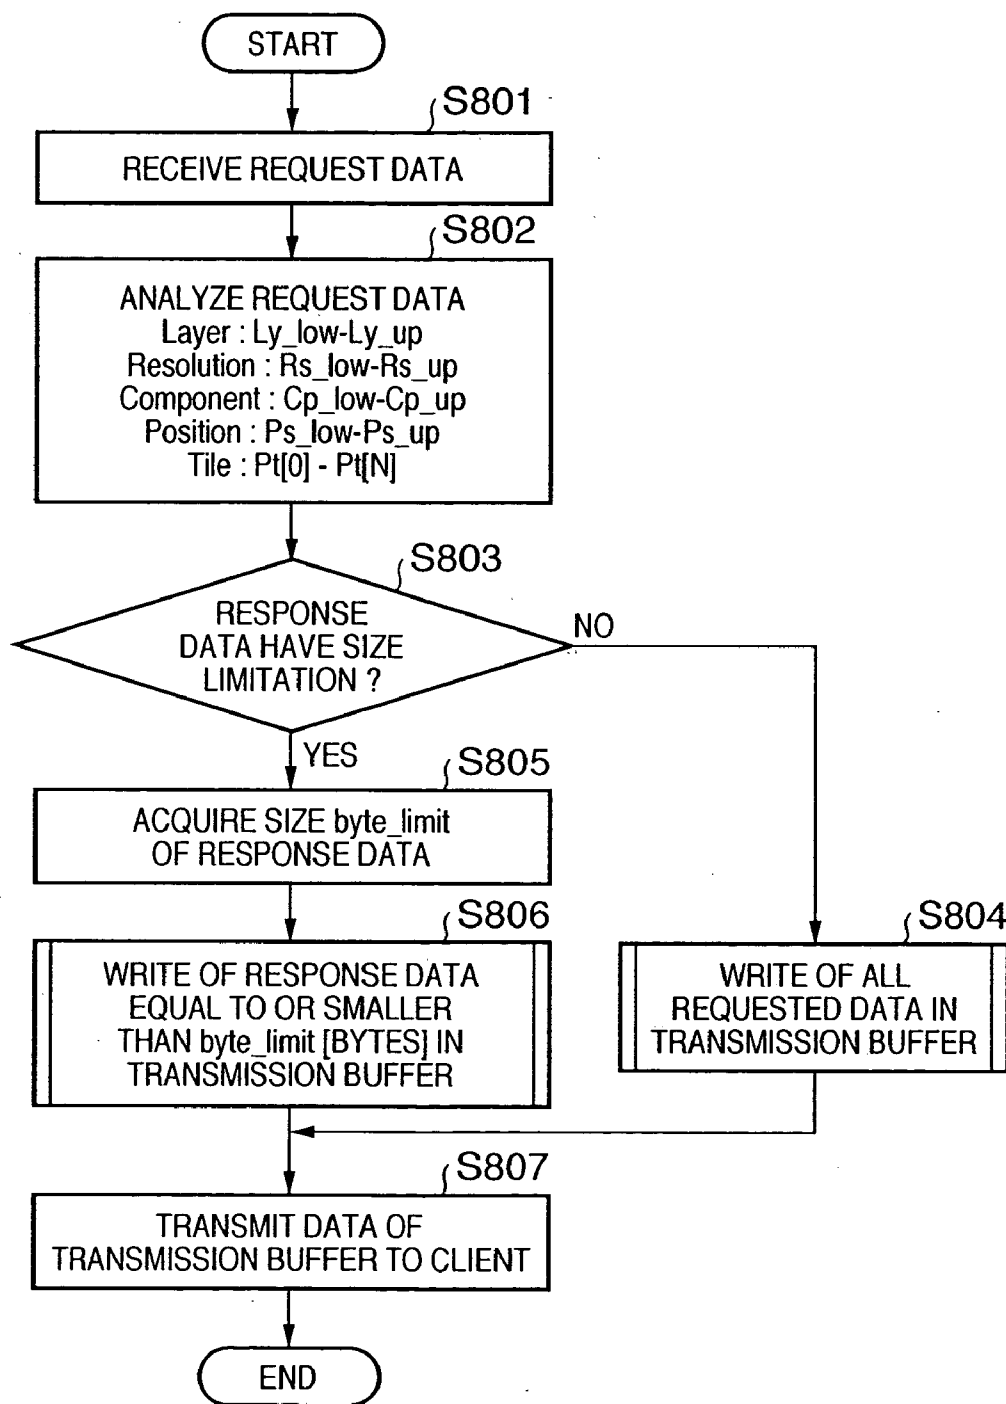 START
S801
RECEIVE REQUEST DATA
S802
ANALYZE REQUEST DATA
Layer : Ly_low-Ly_up
Resolution : Rs_low-Rs_up
Component : Cp_low-Cp_up
Position : Ps_low-Ps_up
Tile : Pt[0] - Pt[N]
S803
RESPONSE
DATA HAVE SIZE
LIMITATION ?
NO
YES
S805
ACQUIRE SIZE byte_limit
OF RESPONSE DATA
S806
WRITE OF RESPONSE DATA
EQUAL TO OR SMALLER
THAN byte_limit [BYTES] IN
TRANSMISSION BUFFER
S804
WRITE OF ALL
REQUESTED DATA IN
TRANSMISSION BUFFER
S807
TRANSMIT DATA OF
TRANSMISSION BUFFER TO CLIENT
END